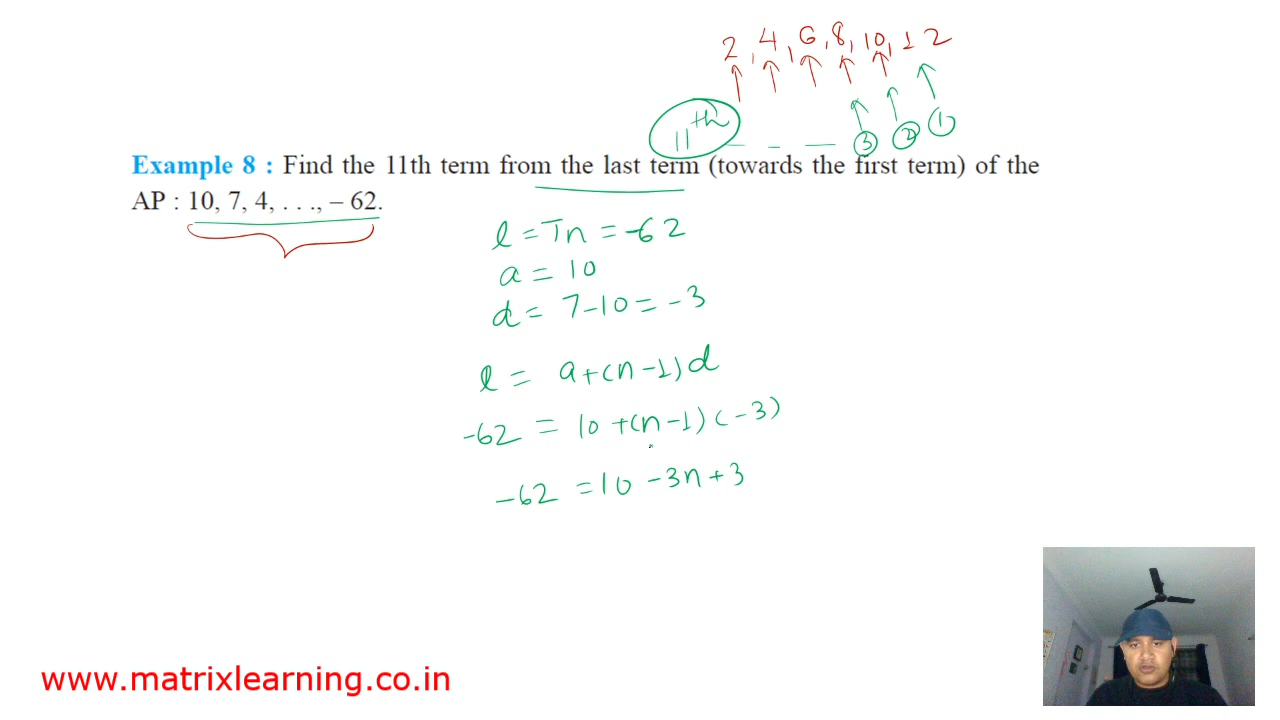 2, 4, 6, 8, 10, 12
11th _ _ _ ③ ② ①
Example 8 : Find the 11th term from the last term (towards the first term) of the
AP : 10, 7, 4, . . ., – 62.
l = Tn = -62
a = 10
d = 7-10 = -3
l = a+(n-1)d
-62 = 10 +(n-1)(-3)
-62 = 10 -3n+3
www.matrixlearning.co.in